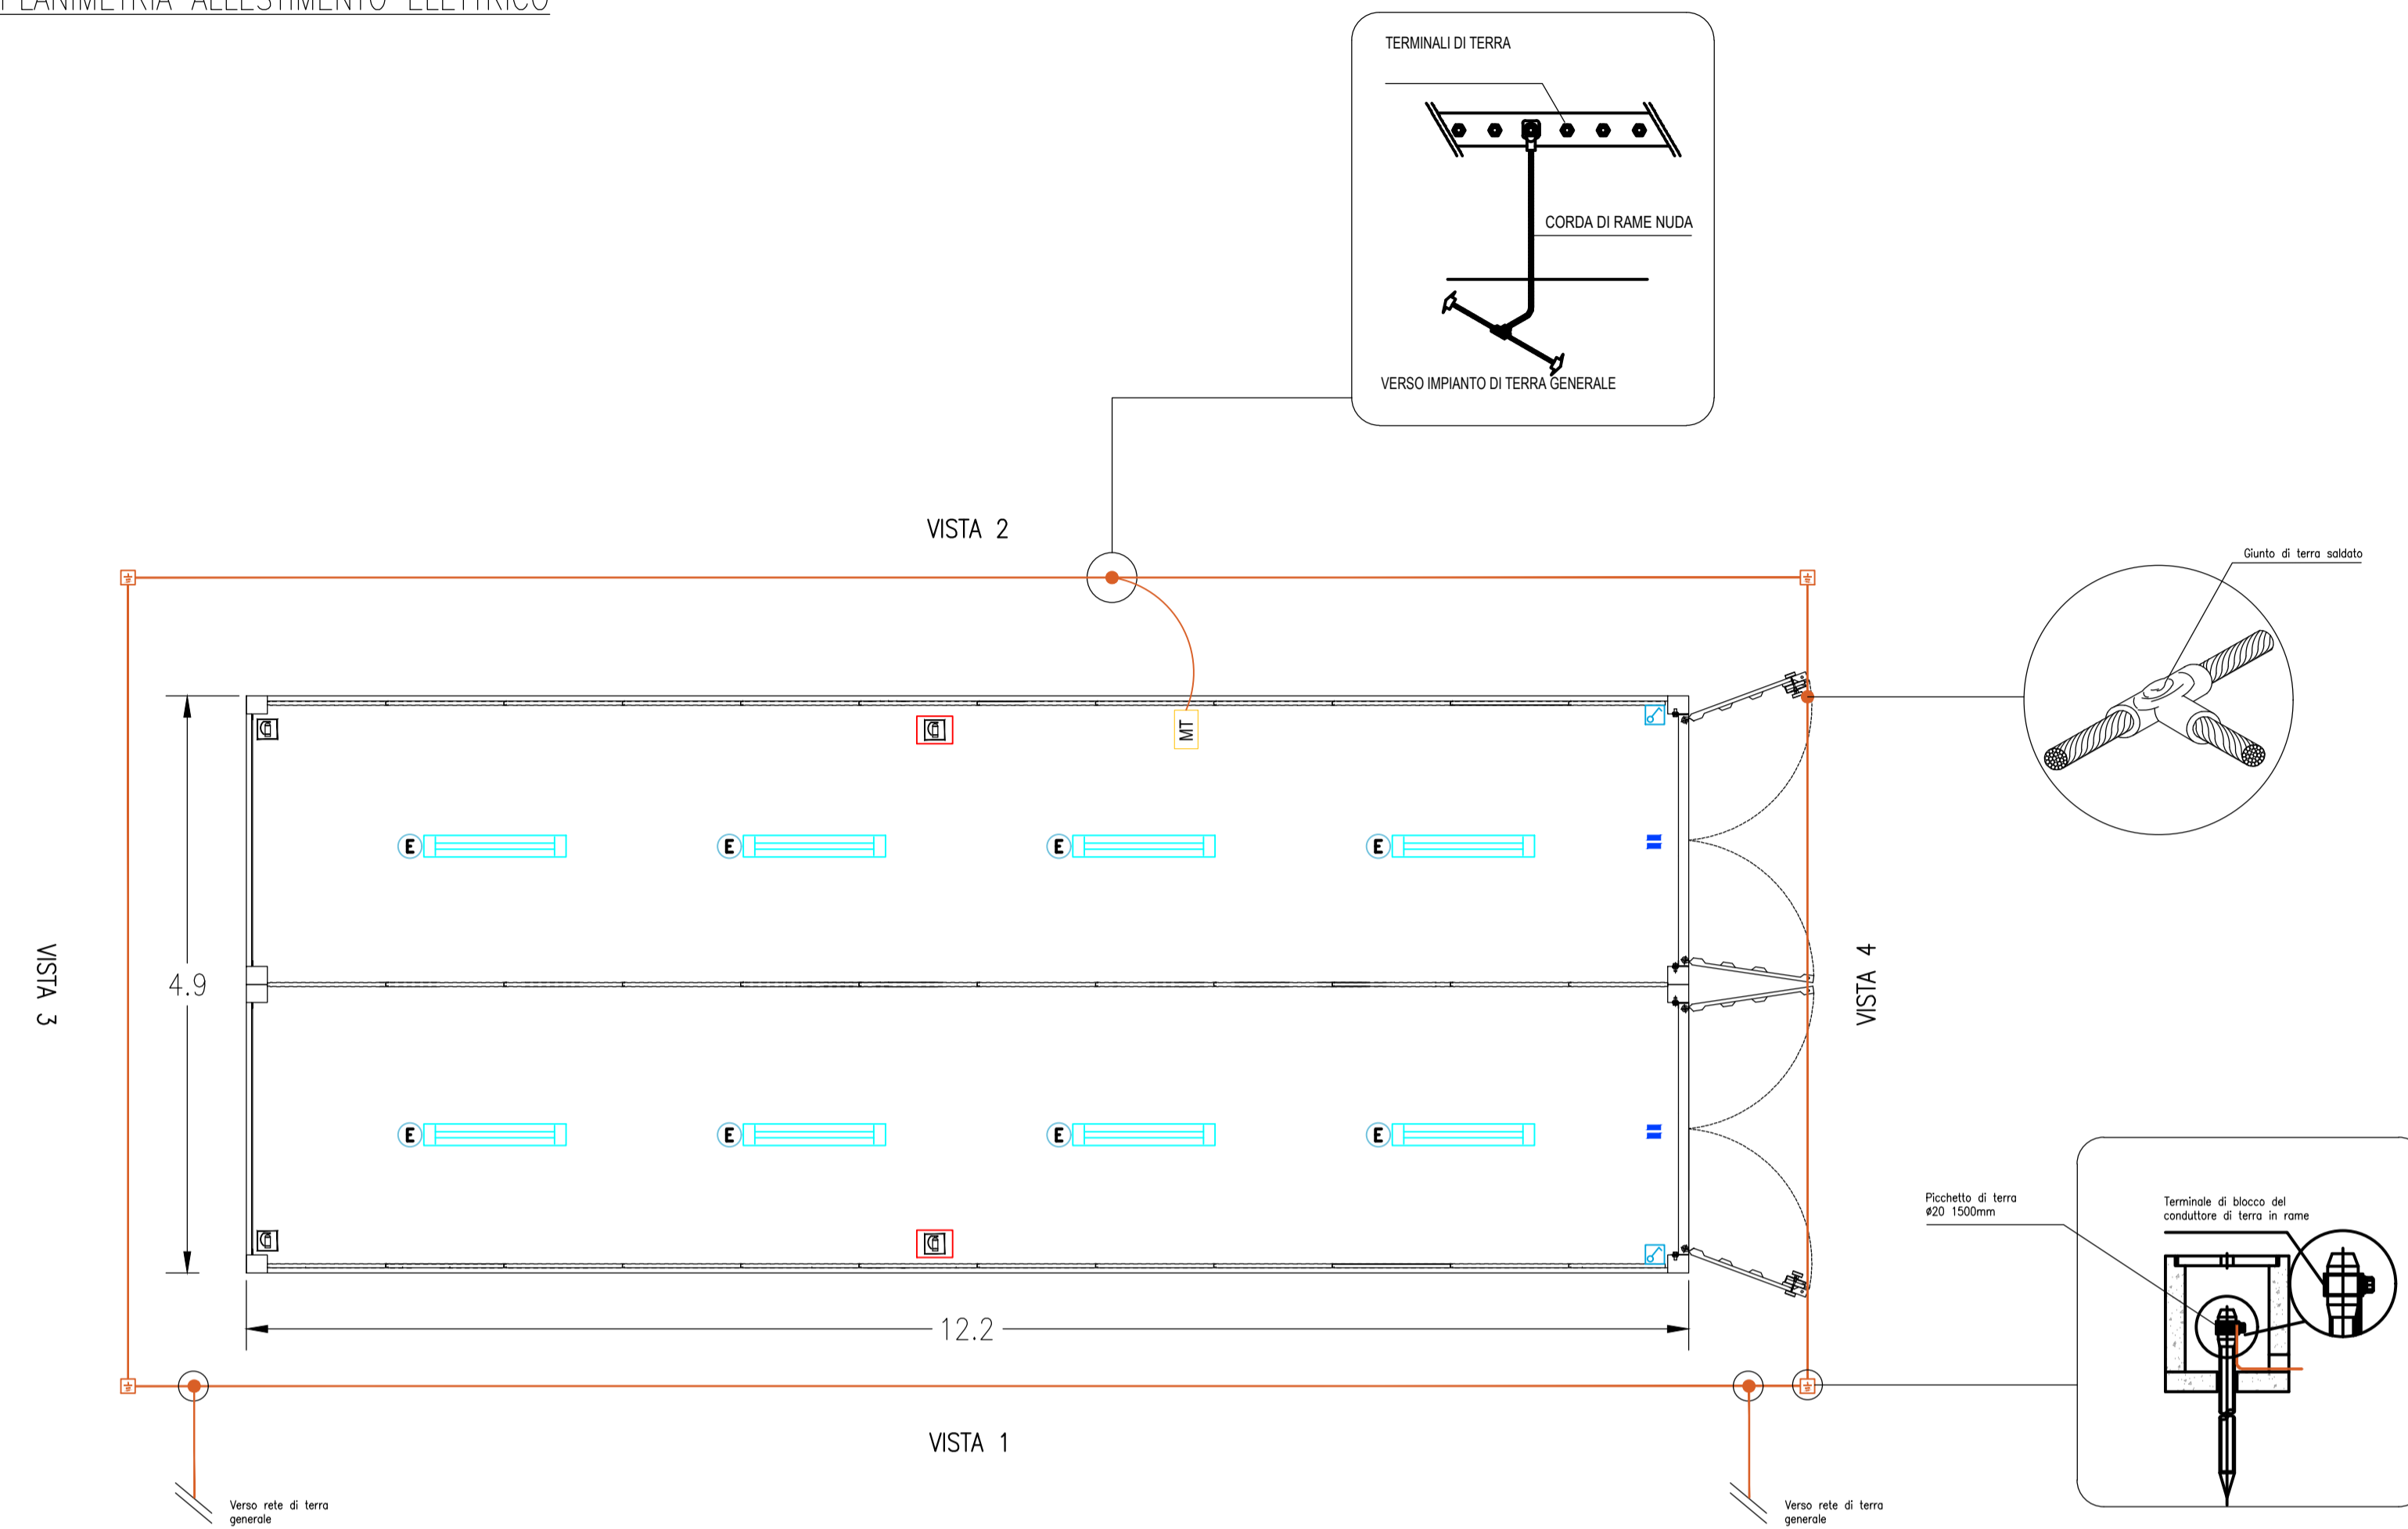 PLANIMETRIA ALLESTIMENTO ELETTRICO
TERMINALI DI TERRA
CORDA DI RAME NUDA
VERSO IMPIANTO DI TERRA GENERALE
VISTA 2
Giunto di terra saldato
MT
E
E
E
E
VISTA 3
4.9
VISTA 4
E
E
E
E
Picchetto di terra
ø20 1500mm
Terminale di blocco del
conduttore di terra in rame
12.2
VISTA 1
Verso rete di terra
generale
Verso rete di terra
generale